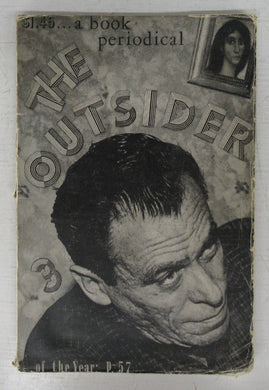 $1.45.... a book
periodical
THE
OUTSIDER
3
of the Year: P. 57